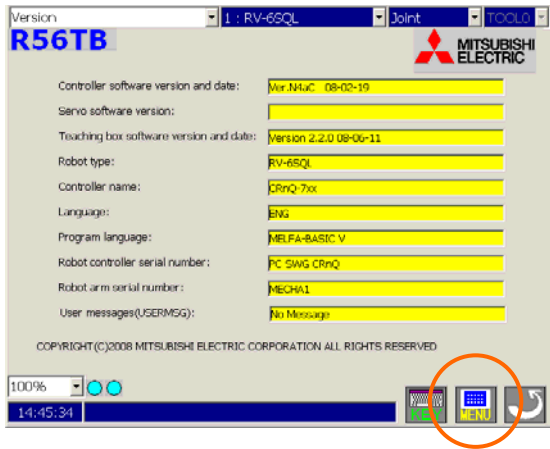 Version 1 : RV-6SQL Joint TOOL0
R56TB
MITSUBISHI
ELECTRIC
Controller software version and date: Ver.N4aC 08-02-19
Servo software version:
Teaching box software version and date: Version 2.2.0 08-06-11
Robot type: RV-6SQL
Controller name: CRnQ-7xx
Language: ENG
Program language: MELFA-BASIC V
Robot controller serial number: PC SWG CRnQ
Robot arm serial number: MECHA1
User messages(USERMSG): No Message
COPYRIGHT(C)2008 MITSUBISHI ELECTRIC CORPORATION ALL RIGHTS RESERVED
100%
14:45:34 KEY MENU